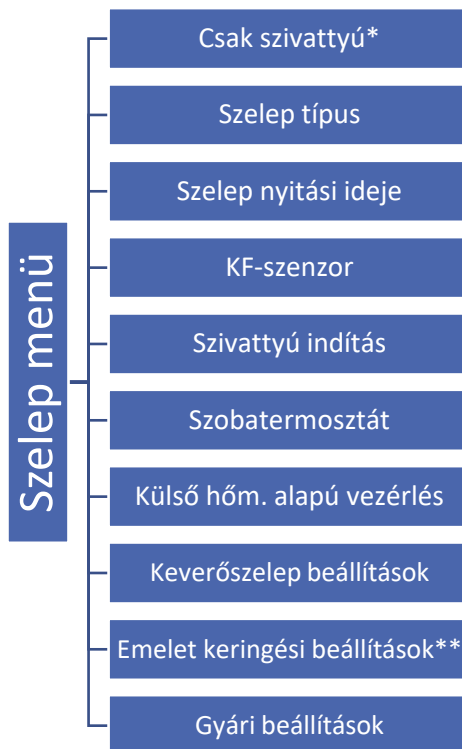 Szelep menü
Csak szivattyú*
Szelep típus
Szelep nyitási ideje
KF-szenzor
Szivattyú indítás
Szobatermosztát
Külső hőm. alapú vezérlés
Keverőszelep beállítások
Emelet keringési beállítások**
Gyári beállítások